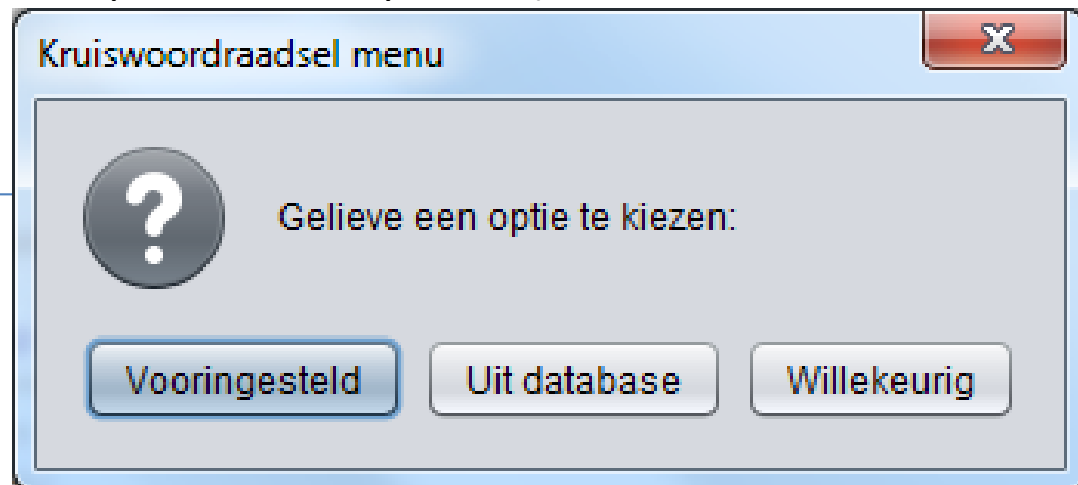 Kruiswoordraadsel menu
Gelieve een optie te kiezen:
Vooringesteld Uit database Willekeurig